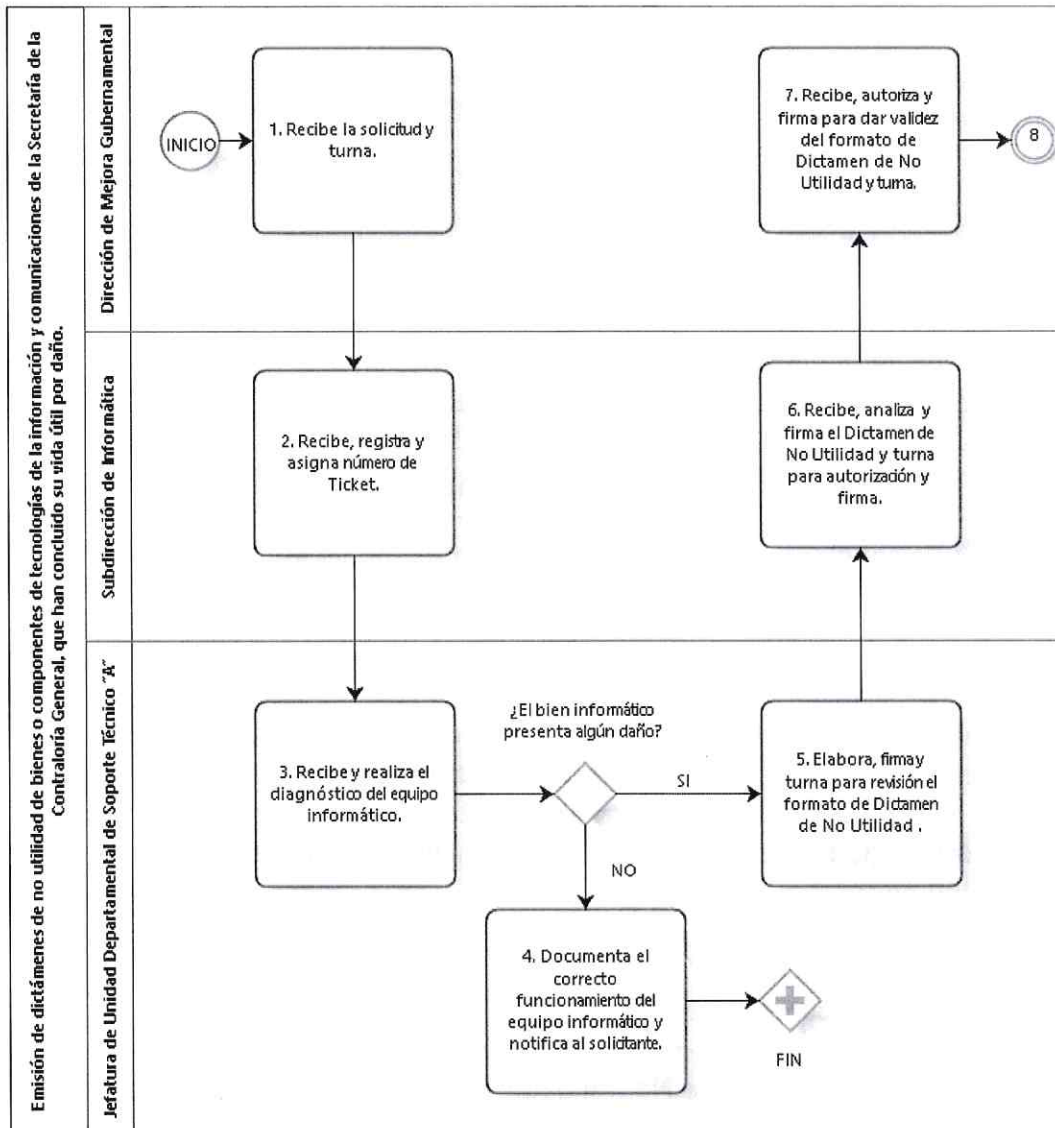 Emisión de dictámenes de no utilidad de bienes o componentes de tecnologías de la información y comunicaciones de la Secretaría de la
Contraloría General, que han concluido su vida útil por daño.
Dirección de Mejora Gubernamental
INICIO
1. Recibe la solicitud y
turna.
7. Recibe, autoriza y
firma para dar validez
del formato de
Dictamen de No
Utilidad y turna.
8
Subdirección de Informática
2. Recibe, registra y
asigna número de
Ticket.
6. Recibe, analiza y
firma el Dictamen de
No Utilidad y turna
para autorización y
firma.
Jefatura de Unidad Departamental de Soporte Técnico "A"
3. Recibe y realiza el
diagnóstico del equipo
informático.
¿El bien informático
presenta algún daño?
SI
NO
5. Elabora, firma y
turna para revisión el
formato de Dictamen
de No Utilidad .
4. Documenta el
correcto
funcionamiento del
equipo informático y
notifica al solicitante.
FIN